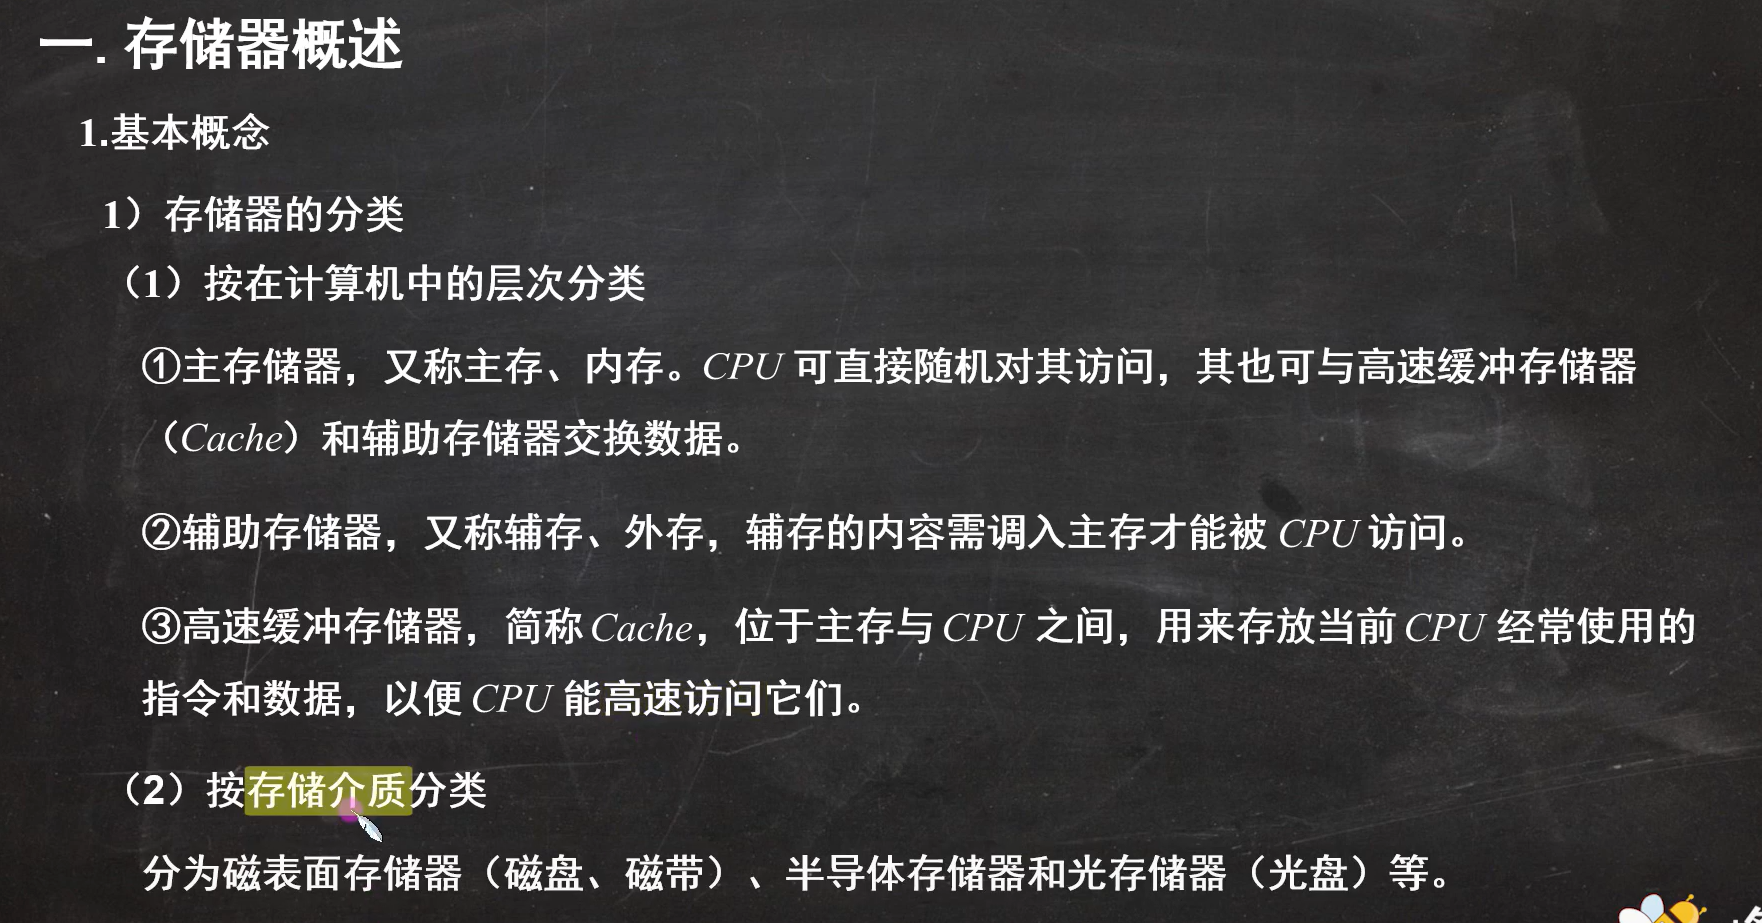 一. 存储器概述
1.基本概念
1）存储器的分类
（1）按在计算机中的层次分类
①主存储器，又称主存、内存。CPU 可直接随机对其访问，其也可与高速缓冲存储器
（Cache）和辅助存储器交换数据。
②辅助存储器，又称辅存、外存，辅存的内容需调入主存才能被 CPU 访问。
③高速缓冲存储器，简称 Cache，位于主存与 CPU 之间，用来存放当前 CPU 经常使用的
指令和数据，以便 CPU 能高速访问它们。
（2）按存储介质分类
分为磁表面存储器（磁盘、磁带）、半导体存储器和光存储器（光盘）等。